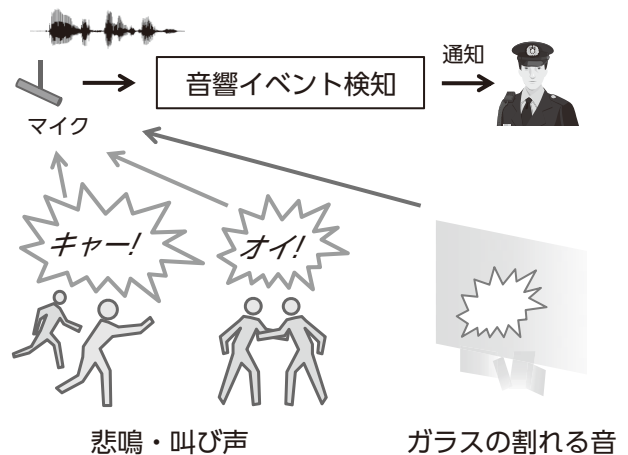 マイク
音響イベント検知
通知
キャー!
オイ!
悲鳴・叫び声
ガラスの割れる音